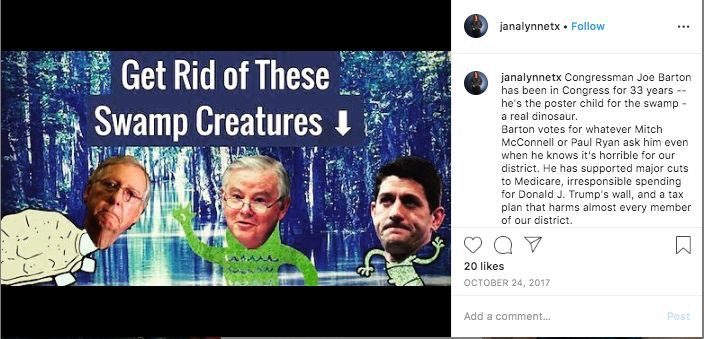 Get Rid of These
Swamp Creatures ⬇
janalynnetx • Follow
janalynnetx Congressman Joe Barton
has been in Congress for 33 years --
he's the poster child for the swamp -
a real dinosaur.
Barton votes for whatever Mitch
McConnell or Paul Ryan ask him even
when he knows it's horrible for our
district. He has supported major cuts
to Medicare, irresponsible spending
for Donald J. Trump's wall, and a tax
plan that harms almost every member
of our district.
20 likes
OCTOBER 24, 2017
Add a comment...
Post